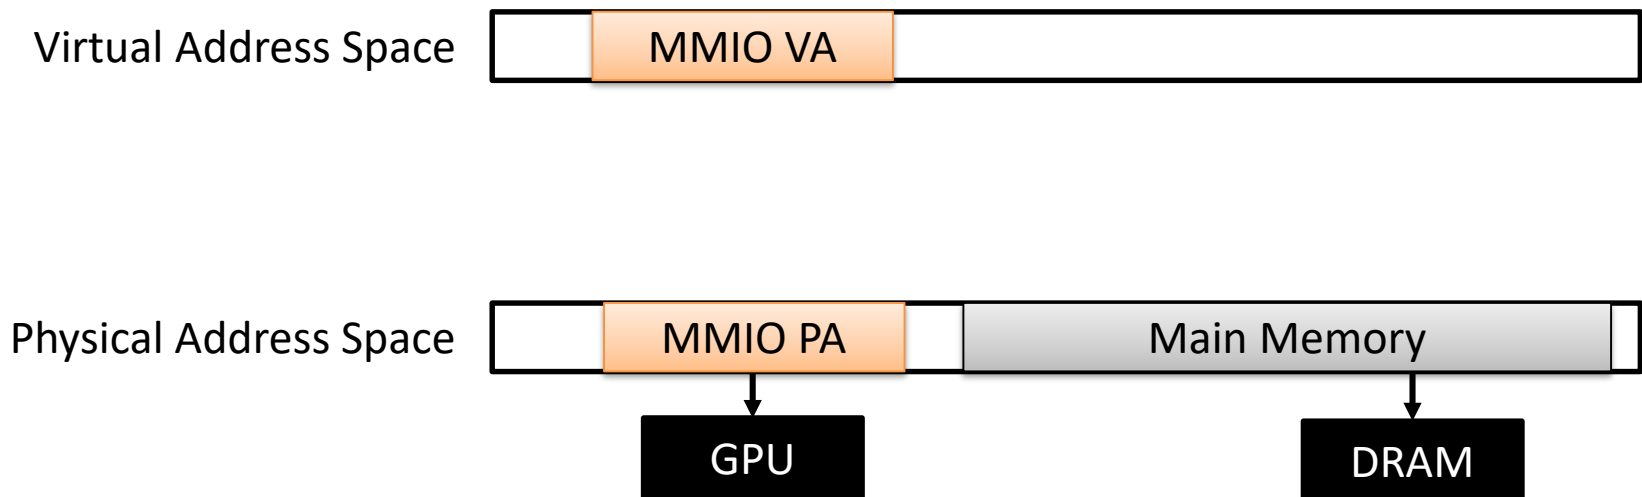 Virtual Address Space
MMIO VA
Physical Address Space
MMIO PA
Main Memory
GPU
DRAM